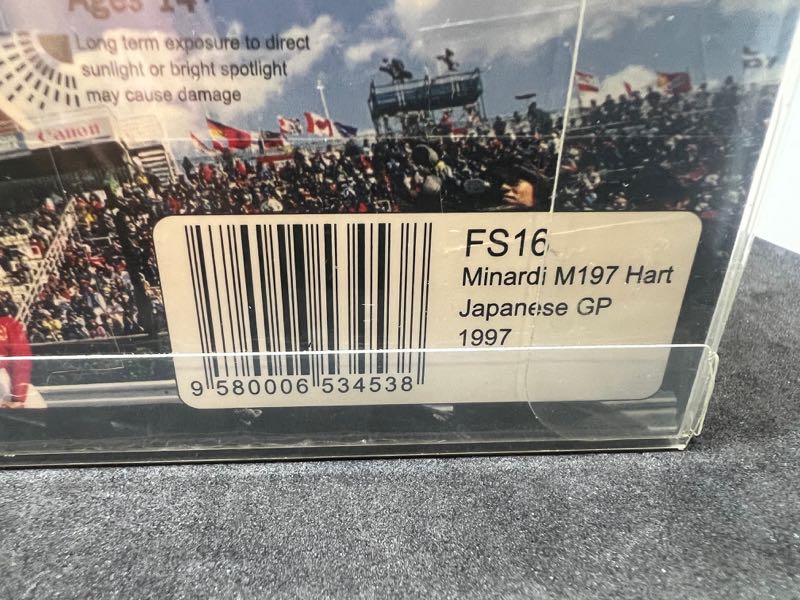 Ages 14+
Long term exposure to direct
sunlight or bright spotlight
may cause damage
Canon
FS16
Minardi M197 Hart
Japanese GP
1997
9 580006 534538